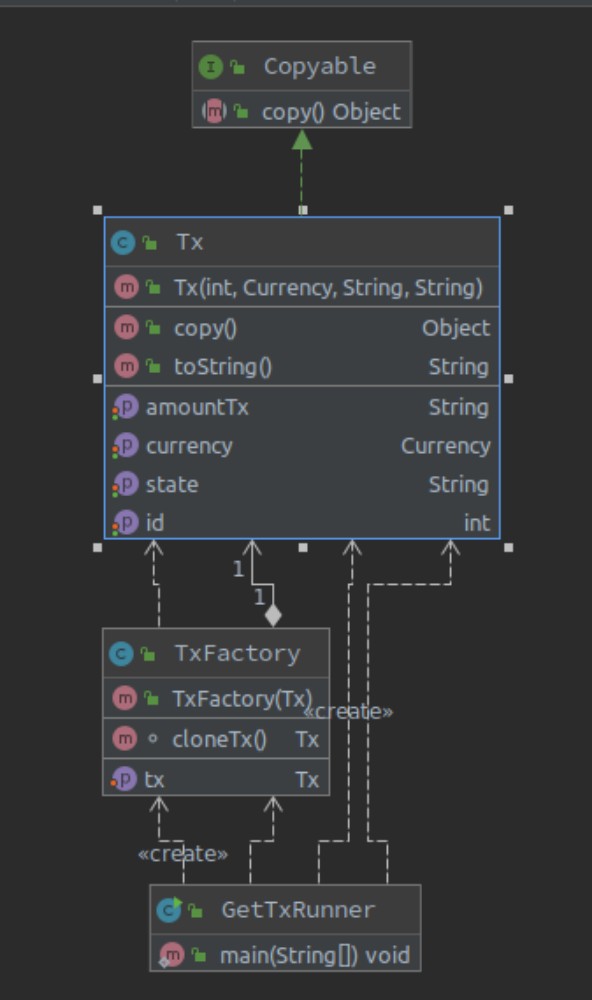 Copyable
copy() Object
Tx
Tx(int, Currency, String, String)
copy() Object
toString() String
amountTx String
currency Currency
state String
id int
1
1
TxFactory
TxFactory(Tx)
«create»
cloneTx() Tx
tx Tx
«create»
GetTxRunner
main(String[]) void